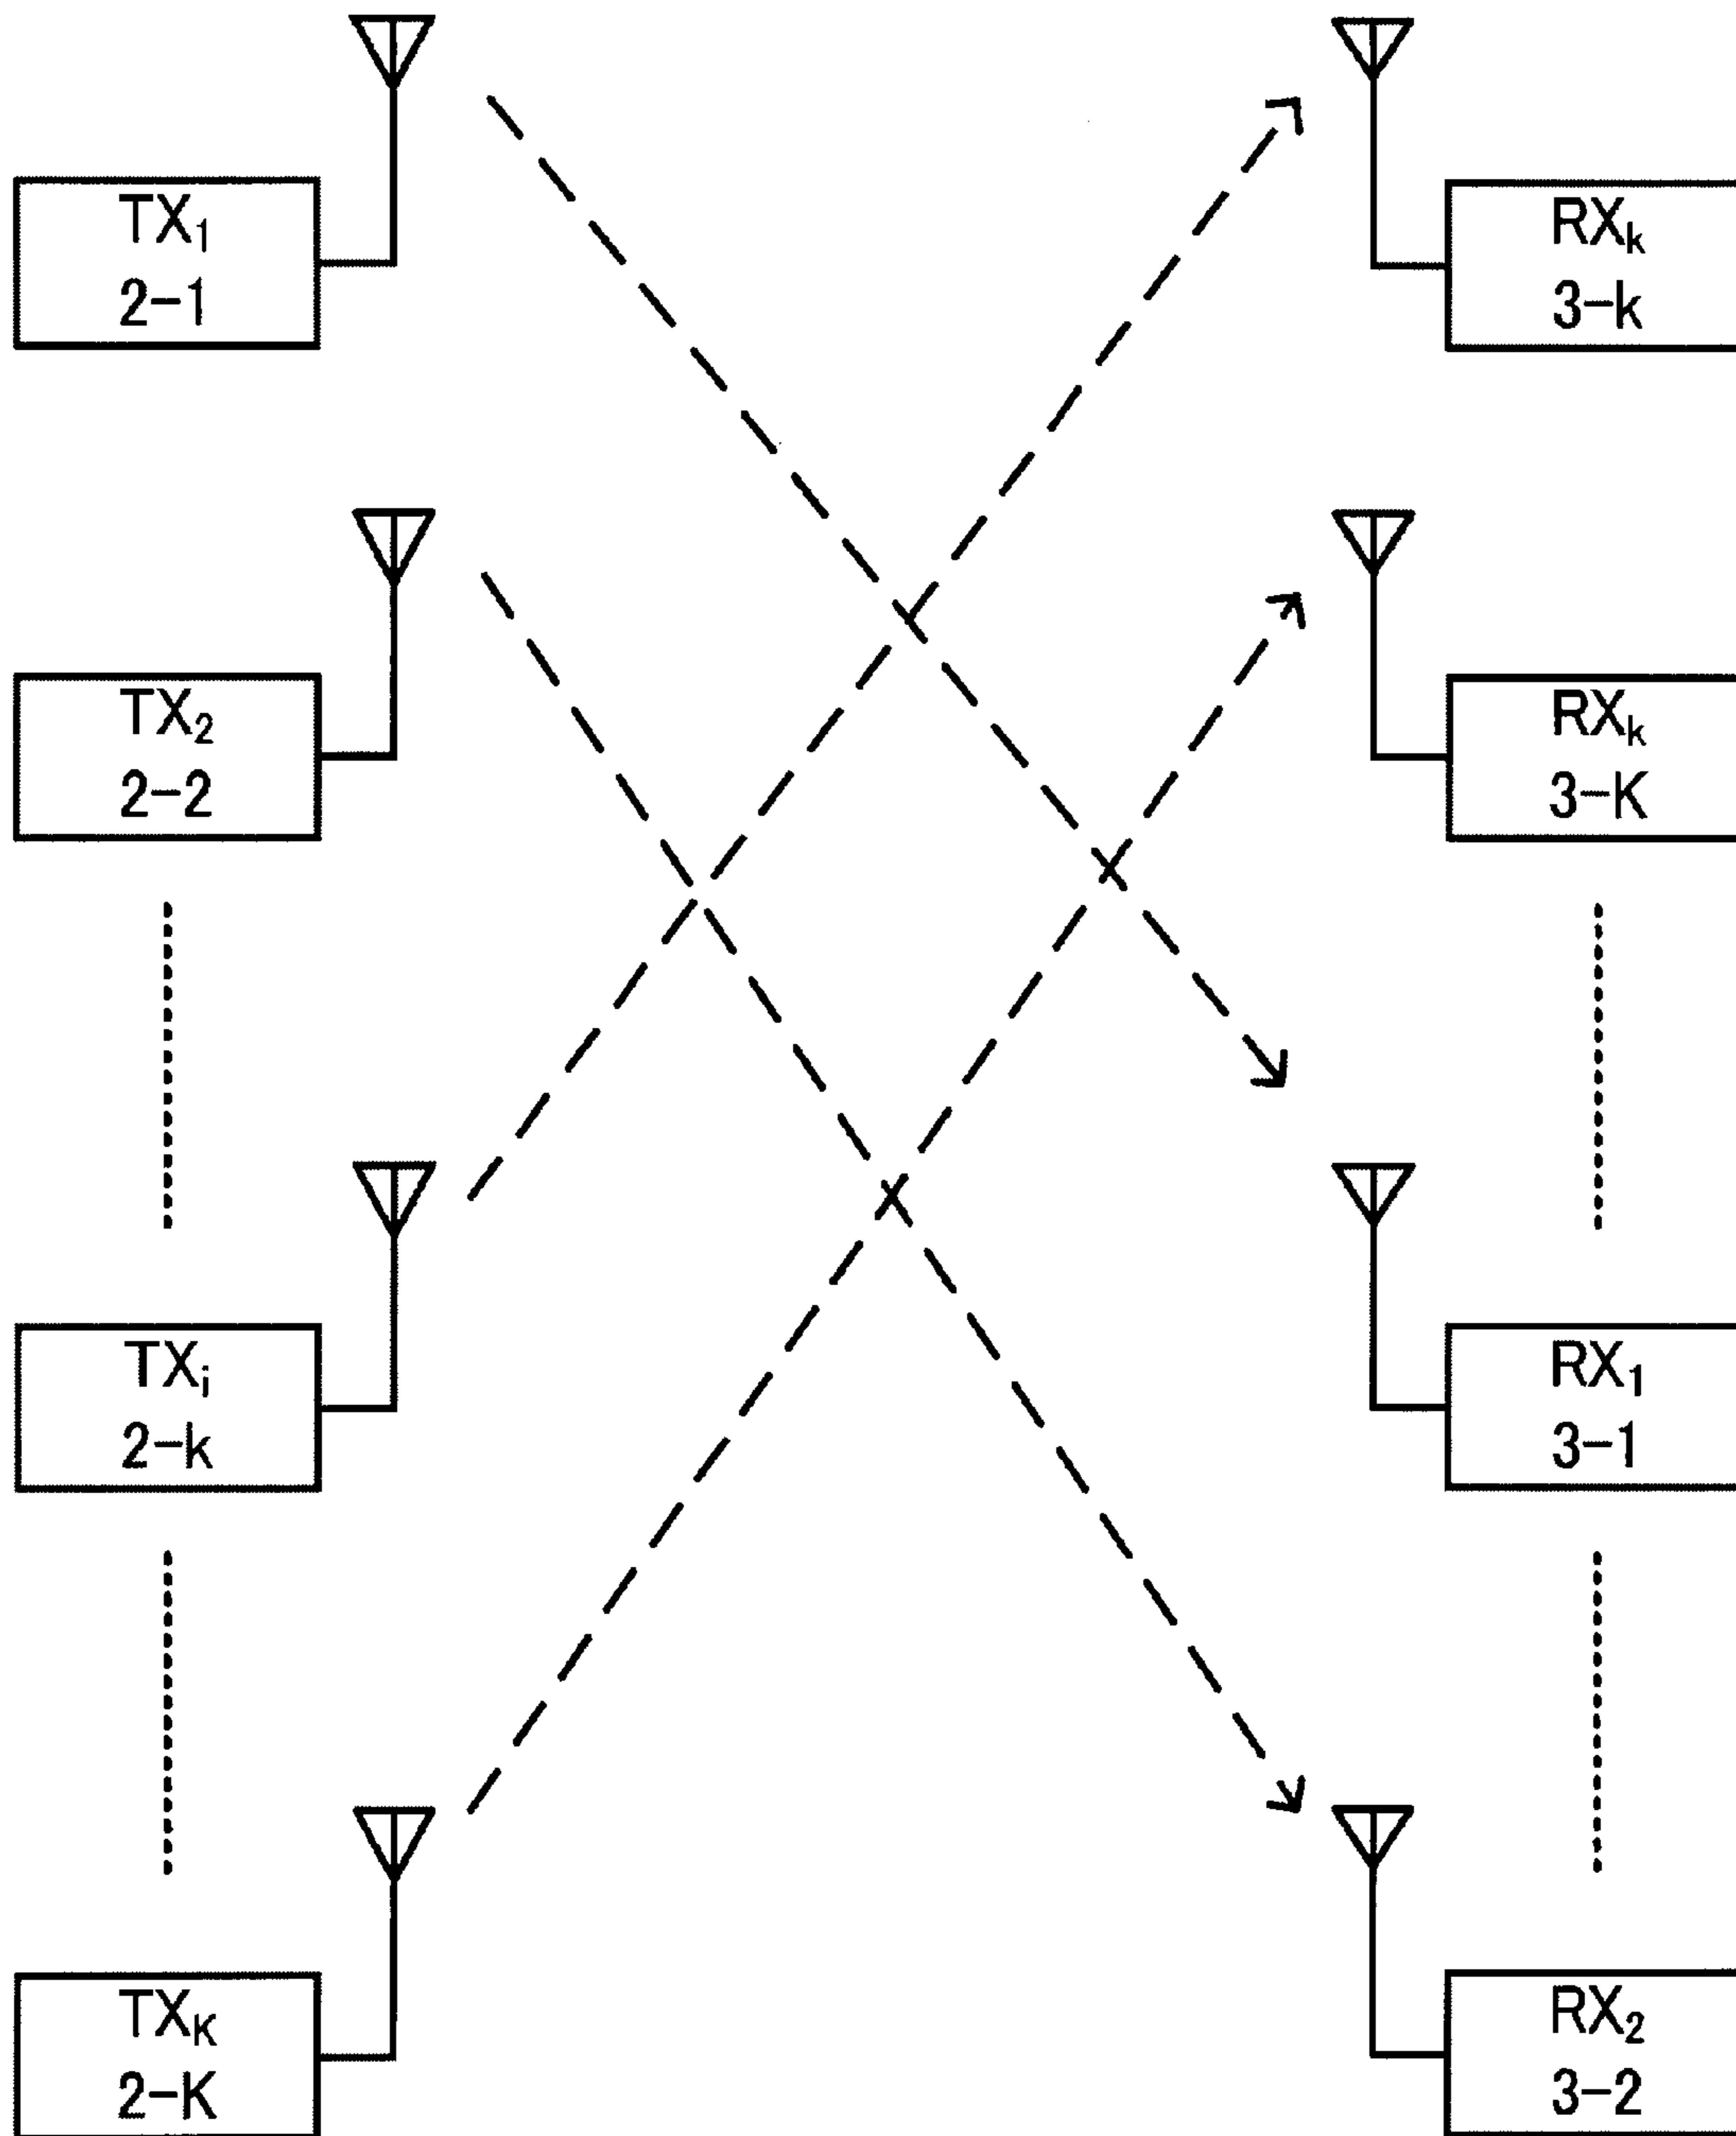 TX₁
2-1
RXₖ
3-k
TX₂
2-2
RXₖ
3-K
TXᵢ
2-k
RX₁
3-1
TX_K
2-K
RX₂
3-2